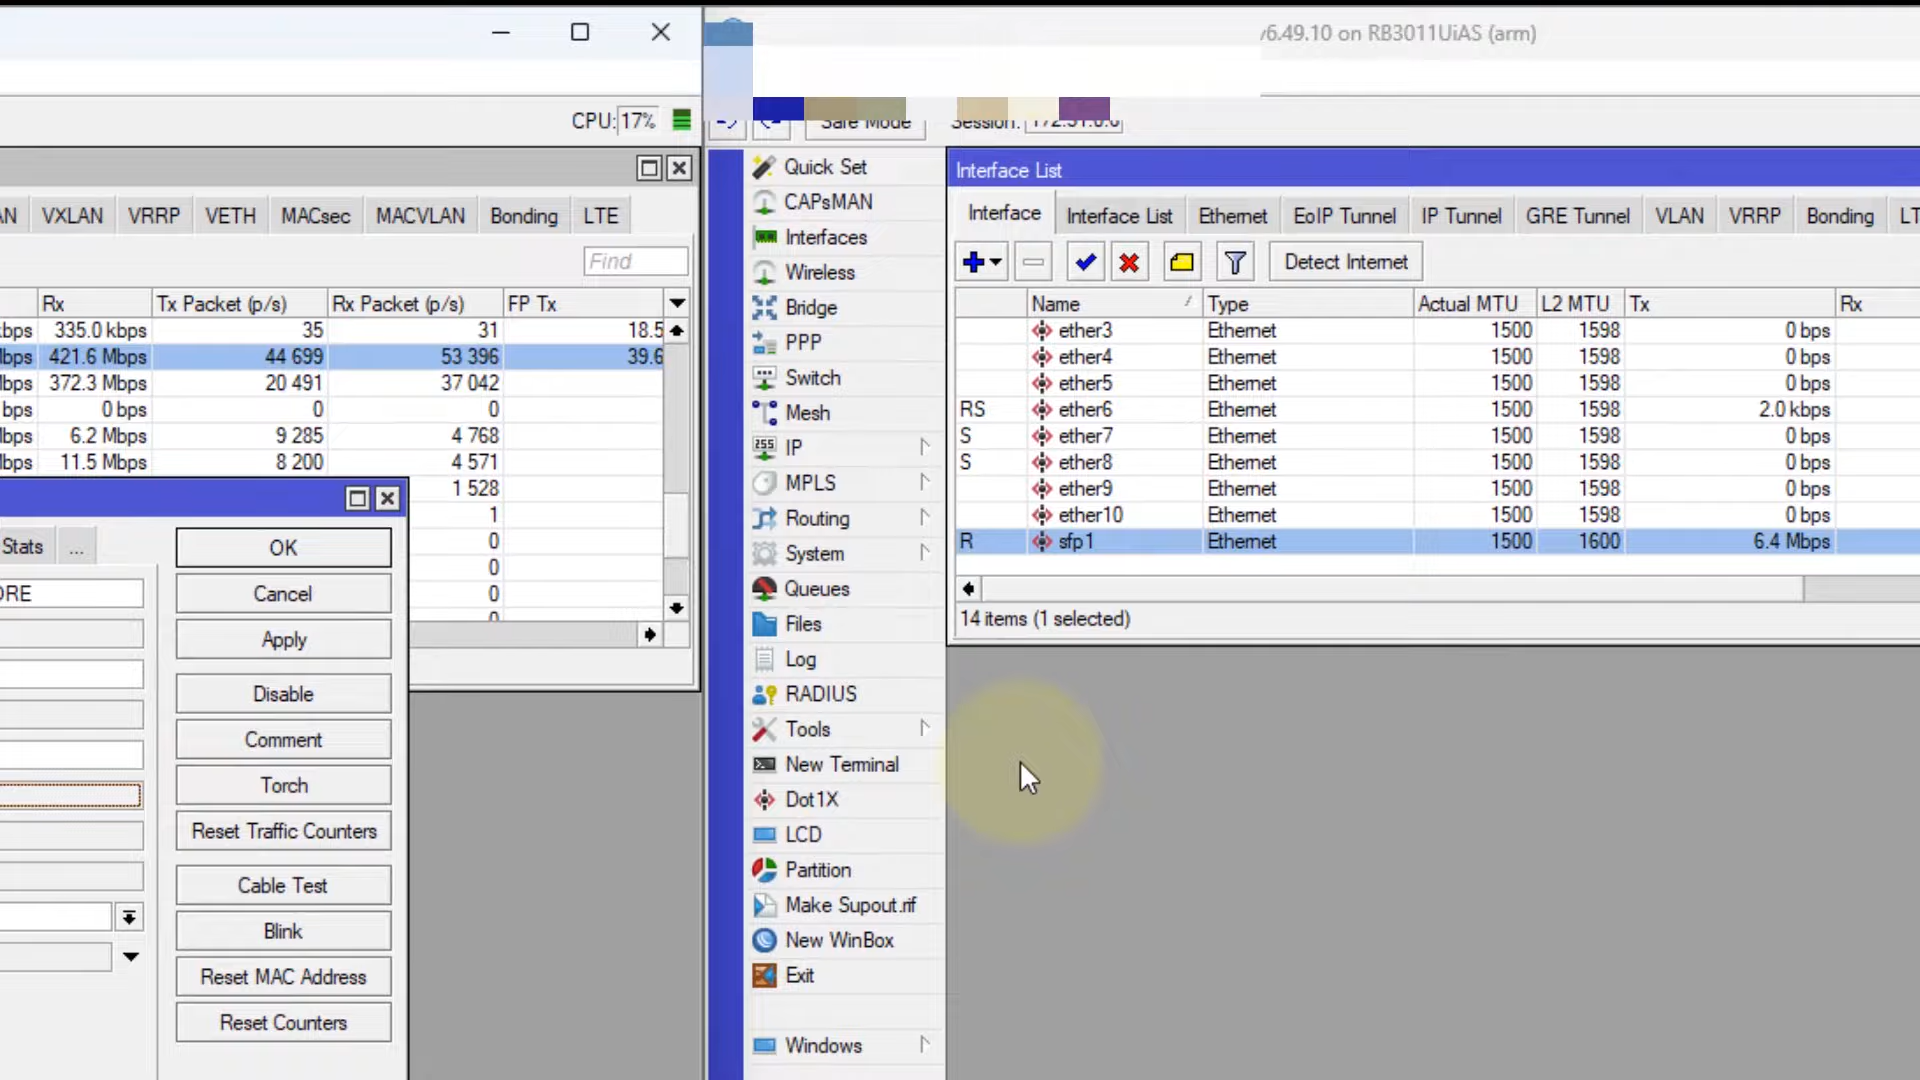 CPU: 17%
AN VXLAN VRRP VETH MACsec MACVLAN Bonding LTE
Find
Rx Tx Packet (p/s) Rx Packet (p/s) FP Tx
kbps 335.0 kbps 35 31 18.5
bps 421.6 Mbps 44 699 53 396 39.6
bps 372.3 Mbps 20 491 37 042
bps 0 bps 0 0
bps 6.2 Mbps 9 285 4 768
bps 11.5 Mbps 8 200 4 571
1 528
1
0
0
0
Stats ...
ORE
OK
Cancel
Apply
Disable
Comment
Torch
Reset Traffic Counters
Cable Test
Blink
Reset MAC Address
Reset Counters
v6.49.10 on RB3011UiAS (arm)
Safe Mode Session:
Quick Set
CAPsMAN
Interfaces
Wireless
Bridge
PPP
Switch
Mesh
255 IP
MPLS
Routing
System
Queues
Files
Log
RADIUS
Tools
New Terminal
Dot1X
LCD
Partition
Make Supout.rif
New WinBox
Exit
Windows
Interface List
Interface Interface List Ethernet EoIP Tunnel IP Tunnel GRE Tunnel VLAN VRRP Bonding LT
Detect Internet
Name Type Actual MTU L2 MTU Tx Rx
ether3 Ethernet 1500 1598 0 bps
ether4 Ethernet 1500 1598 0 bps
ether5 Ethernet 1500 1598 0 bps
RS ether6 Ethernet 1500 1598 2.0 kbps
S ether7 Ethernet 1500 1598 0 bps
S ether8 Ethernet 1500 1598 0 bps
ether9 Ethernet 1500 1598 0 bps
ether10 Ethernet 1500 1598 0 bps
R sfp1 Ethernet 1500 1600 6.4 Mbps
14 items (1 selected)